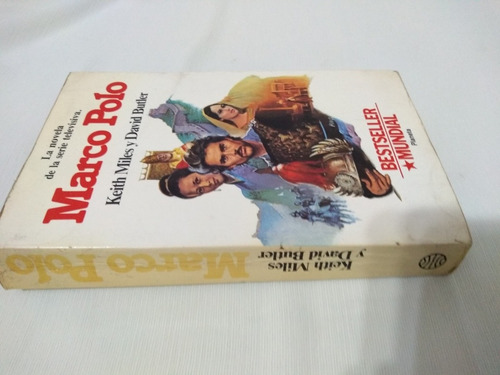 La novela
de la serie televisiva.
Marco Polo
Keith Miles y David Butler
BESTSELLER
MUNDIAL
Planeta
Keith Miles
y David Butler
Marco Polo